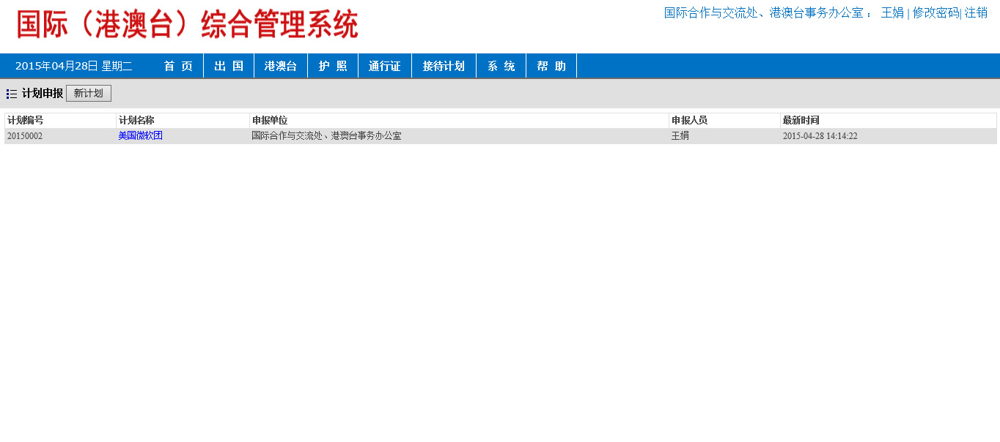 国际（港澳台）综合管理系统
国际合作与交流处、港澳台事务办公室 ： 王娟 | 修改密码| 注销
2015年04月28日 星期二 首 页 出 国 港澳台 护 照 通行证 接待计划 系 统 帮 助
计划申报 新计划
计划编号 计划名称 申报单位 申报人员 最新时间
20150002 美国微软团 国际合作与交流处、港澳台事务办公室 王娟 2015-04-28 14:14:22